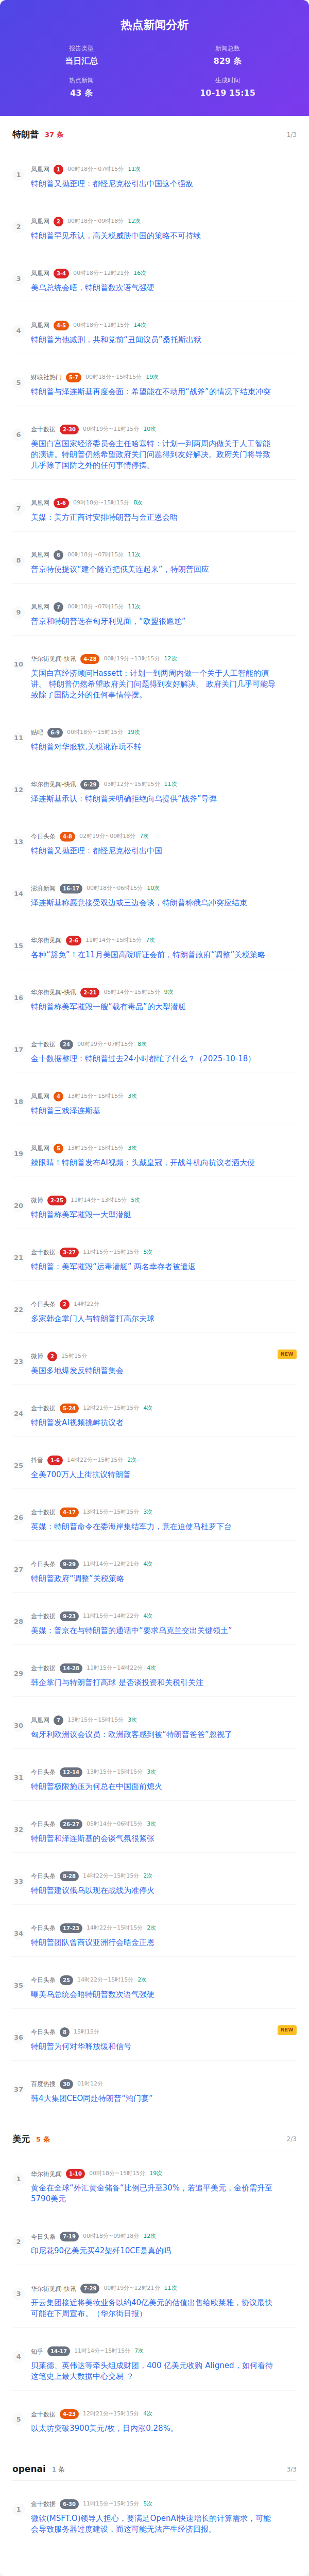 热点新闻分析
报告类型
当日汇总
新闻总数
829 条
热点新闻
43 条
生成时间
10-19 15:15
特朗普 37 条 1/3
1
凤凰网 1 00时18分~07时15分 11次
特朗普又抛歪理：都怪尼克松引出中国这个强敌
2
凤凰网 2 00时18分~09时18分 12次
特朗普罕见承认，高关税威胁中国的策略不可持续
3
凤凰网 3-4 00时18分~12时21分 16次
美乌总统会晤，特朗普数次语气强硬
4
凤凰网 4-5 00时18分~11时15分 14次
特朗普为他减刑，共和党前“丑闻议员”桑托斯出狱
5
财联社热门 5-7 00时18分~15时15分 19次
特朗普与泽连斯基再度会面：希望能在不动用“战斧”的情况下结束冲突
6
金十数据 2-30 00时19分~11时15分 10次
美国白宫国家经济委员会主任哈塞特：计划一到两周内做关于人工智能
的演讲。特朗普仍然希望政府关门问题得到友好解决。政府关门将导致
几乎除了国防之外的任何事情停摆。
7
凤凰网 1-6 09时18分~15时15分 8次
美媒：美方正商讨安排特朗普与金正恩会晤
8
凤凰网 6 00时18分~07时15分 11次
普京特使提议“建个隧道把俄美连起来”，特朗普回应
9
凤凰网 7 00时18分~07时15分 11次
普京和特朗普选在匈牙利见面，“欧盟很尴尬”
10
华尔街见闻-快讯 4-28 00时19分~13时15分 12次
美国白宫经济顾问Hassett：计划一到两周内做一个关于人工智能的演
讲。 特朗普仍然希望政府关门问题得到友好解决。 政府关门几乎可能导
致除了国防之外的任何事情停摆。
11
贴吧 6-9 00时18分~15时15分 19次
特朗普对华服软,关税讹诈玩不转
12
华尔街见闻-快讯 6-29 03时12分~15时15分 11次
泽连斯基承认：特朗普未明确拒绝向乌提供“战斧”导弹
13
今日头条 4-8 02时19分~09时18分 7次
特朗普又抛歪理：都怪尼克松引出中国
14
澎湃新闻 16-17 00时18分~06时15分 10次
泽连斯基称愿意接受双边或三边会谈，特朗普称俄乌冲突应结束
15
华尔街见闻 2-6 11时14分~15时15分 7次
各种“豁免”！在11月美国高院听证会前，特朗普政府“调整”关税策略
16
华尔街见闻-快讯 2-21 05时14分~15时15分 9次
特朗普称美军摧毁一艘“载有毒品”的大型潜艇
17
金十数据 24 00时19分~07时15分 8次
金十数据整理：特朗普过去24小时都忙了什么？（2025-10-18）
18
凤凰网 4 13时15分~15时15分 3次
特朗普三戏泽连斯基
19
凤凰网 5 13时15分~15时15分 3次
辣眼睛！特朗普发布AI视频：头戴皇冠，开战斗机向抗议者洒大便
20
微博 2-25 11时14分~13时15分 5次
特朗普称美军摧毁一大型潜艇
21
金十数据 3-27 11时15分~15时15分 5次
特朗普：美军摧毁“运毒潜艇” 两名幸存者被遣返
22
今日头条 2 14时22分
多家韩企掌门人与特朗普打高尔夫球
23
微博 2 15时15分
美国多地爆发反特朗普集会
NEW
24
金十数据 5-24 12时21分~15时15分 4次
特朗普发AI视频挑衅抗议者
25
抖音 1-6 14时22分~15时15分 2次
全美700万人上街抗议特朗普
26
金十数据 4-17 13时15分~15时15分 3次
英媒：特朗普命令在委海岸集结军力，意在迫使马杜罗下台
27
今日头条 9-29 11时14分~12时21分 4次
特朗普政府“调整”关税策略
28
金十数据 9-23 11时15分~14时22分 4次
美媒：普京在与特朗普的通话中“要求乌克兰交出关键领土”
29
金十数据 14-28 11时15分~14时22分 4次
韩企掌门与特朗普打高球 是否谈投资和关税引关注
30
凤凰网 7 13时15分~15时15分 3次
匈牙利欧洲议会议员：欧洲政客感到被“特朗普爸爸”忽视了
31
今日头条 12-14 13时15分~15时15分 3次
特朗普极限施压为何总在中国面前熄火
32
今日头条 26-27 05时14分~06时15分 3次
特朗普和泽连斯基的会谈气氛很紧张
33
今日头条 8-28 14时22分~15时15分 2次
特朗普建议俄乌以现在战线为准停火
34
今日头条 17-23 14时22分~15时15分 2次
特朗普团队曾商议亚洲行会晤金正恩
35
今日头条 25 14时22分~15时15分 2次
曝美乌总统会晤特朗普数次语气强硬
36
今日头条 8 15时15分
特朗普为何对华释放缓和信号
NEW
37
百度热搜 30 01时12分
韩4大集团CEO同赴特朗普“鸿门宴”
美元 5 条 2/3
1
华尔街见闻 1-10 00时18分~15时15分 19次
黄金在全球“外汇黄金储备”比例已升至30%，若追平美元，金价需升至
5790美元
2
今日头条 7-19 00时18分~09时18分 12次
印尼花90亿美元买42架歼10CE是真的吗
3
华尔街见闻-快讯 7-29 00时19分~12时21分 11次
开云集团接近将美妆业务以约40亿美元的估值出售给欧莱雅，协议最快
可能在下周宣布。（华尔街日报）
4
知乎 14-17 11时14分~15时15分 7次
贝莱德、英伟达等牵头组成财团，400 亿美元收购 Aligned，如何看待
这笔史上最大数据中心交易 ？
5
金十数据 4-23 12时21分~15时15分 4次
以太坊突破3900美元/枚，日内涨0.28%。
openai 1 条 3/3
1
金十数据 6-30 11时15分~15时15分 5次
微软(MSFT.O)领导人担心，要满足OpenAI快速增长的计算需求，可能
会导致服务器过度建设，而这可能无法产生经济回报。